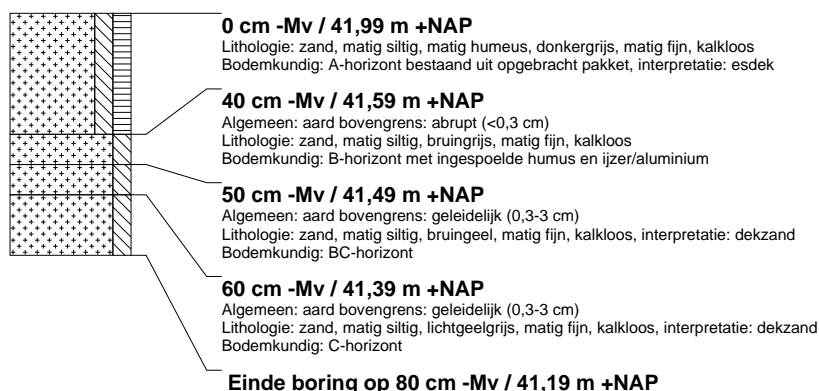 0 cm -Mv / 41,99 m +NAP
Lithologie: zand, matig siltig, matig humeus, donkergrijs, matig fijn, kalkloos
Bodemkundig: A-horizont bestaand uit opgebracht pakket, interpretatie: esdek
40 cm -Mv / 41,59 m +NAP
Algemeen: aard bovengrens: abrupt (<0,3 cm)
Lithologie: zand, matig siltig, bruingrijs, matig fijn, kalkloos
Bodemkundig: B-horizont met ingespoelde humus en ijzer/aluminium
50 cm -Mv / 41,49 m +NAP
Algemeen: aard bovengrens: geleidelijk (0,3-3 cm)
Lithologie: zand, matig siltig, bruingeel, matig fijn, kalkloos, interpretatie: dekzand
Bodemkundig: BC-horizont
60 cm -Mv / 41,39 m +NAP
Algemeen: aard bovengrens: geleidelijk (0,3-3 cm)
Lithologie: zand, matig siltig, lichtgeelgrijs, matig fijn, kalkloos, interpretatie: dekzand
Bodemkundig: C-horizont
Einde boring op 80 cm -Mv / 41,19 m +NAP